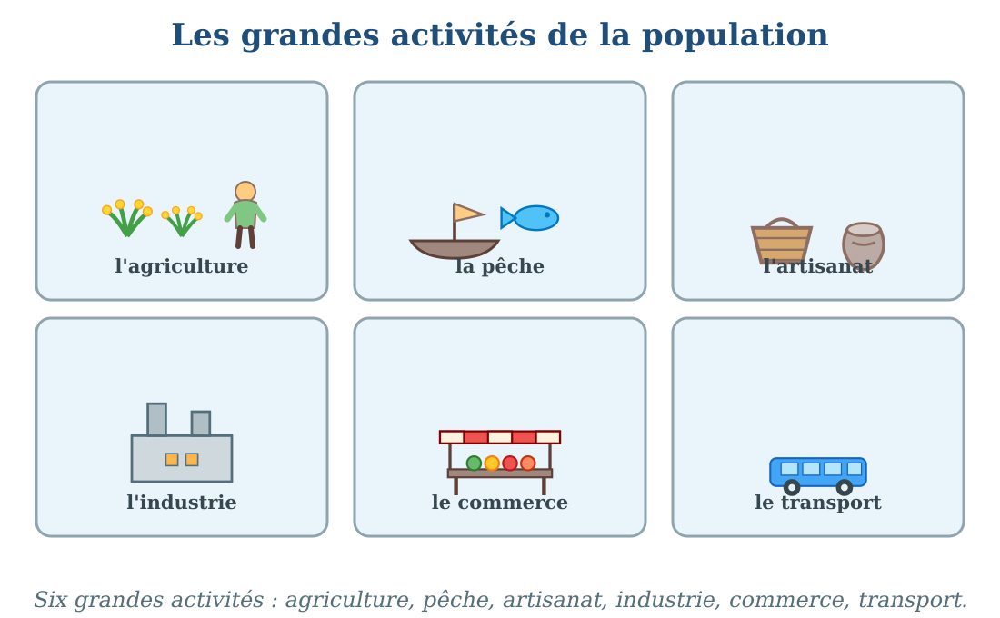 Les grandes activités de la population
l'agriculture
la pêche
l'artisanat
l'industrie
le commerce
le transport
Six grandes activités : agriculture, pêche, artisanat, industrie, commerce, transport.